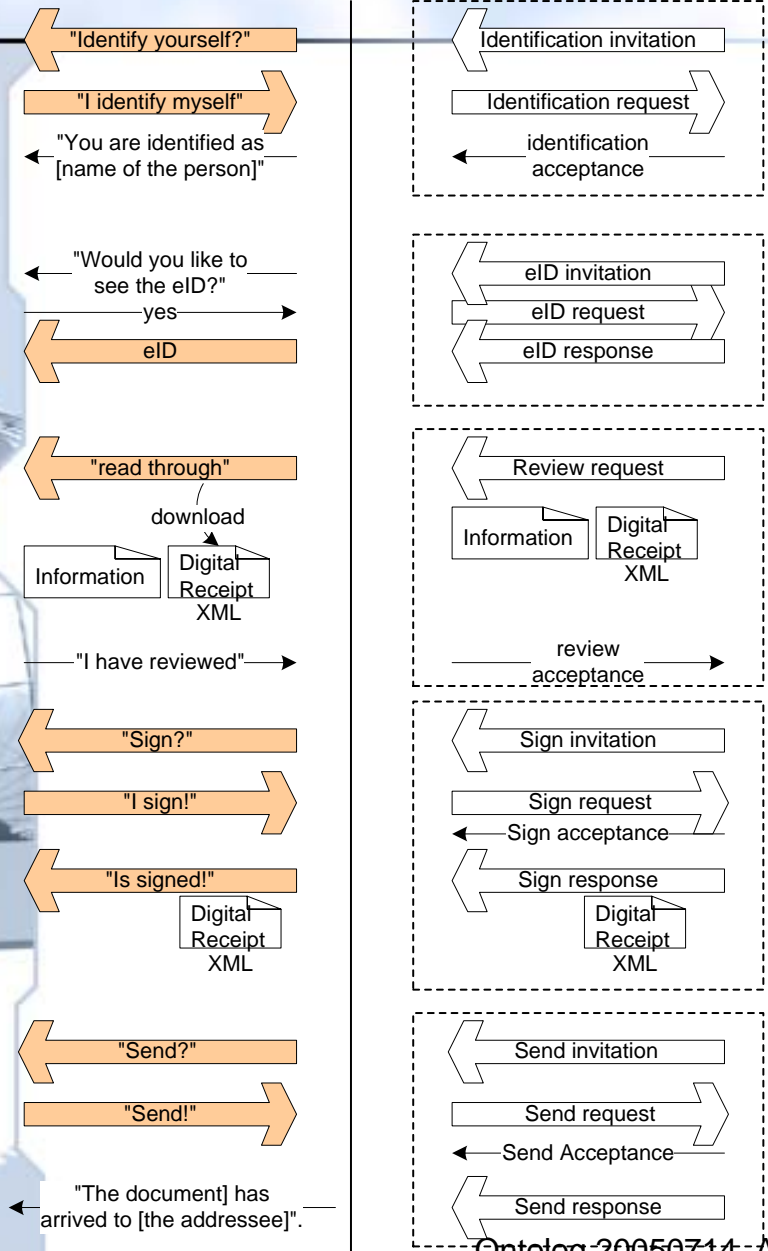 "Identify yourself?"
"I identify myself"
"You are identified as
[name of the person]"
"Would you like to
see the eID?"
yes
eID
"read through"
download
Information
Digital
Receipt
XML
"I have reviewed"
"Sign?"
"I sign!"
"Is signed!"
Digital
Receipt
XML
"Send?"
"Send!"
"The document] has
arrived to [the addressee]".
Identification invitation
Identification request
identification
acceptance
eID invitation
eID request
eID response
Review request
Information
Digital
Receipt
XML
review
acceptance
Sign invitation
Sign request
Sign acceptance
Sign response
Digital
Receipt
XML
Send invitation
Send request
Send Acceptance
Send response
Ontolog 20050714